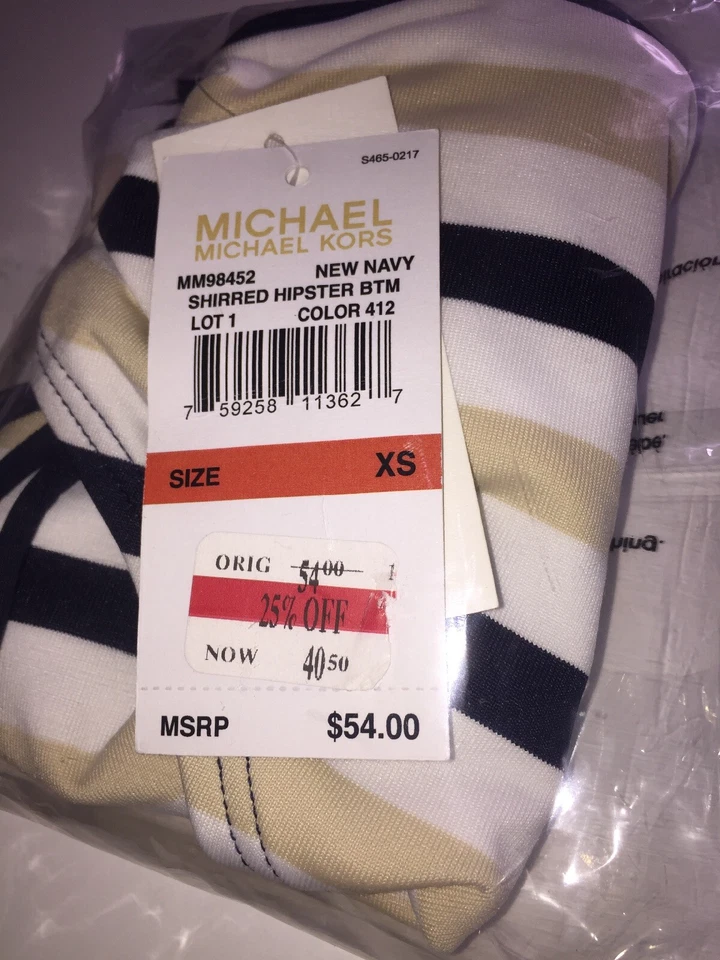 S465-0217
MICHAEL
MICHAEL KORS
MM98452 NEW NAVY
SHIRRED HIPSTER BTM
LOT 1 COLOR 412
7 59258 11362 7
SIZE XS
ORIG 54.00 1
25% OFF
NOW 40.50
MSRP $54.00